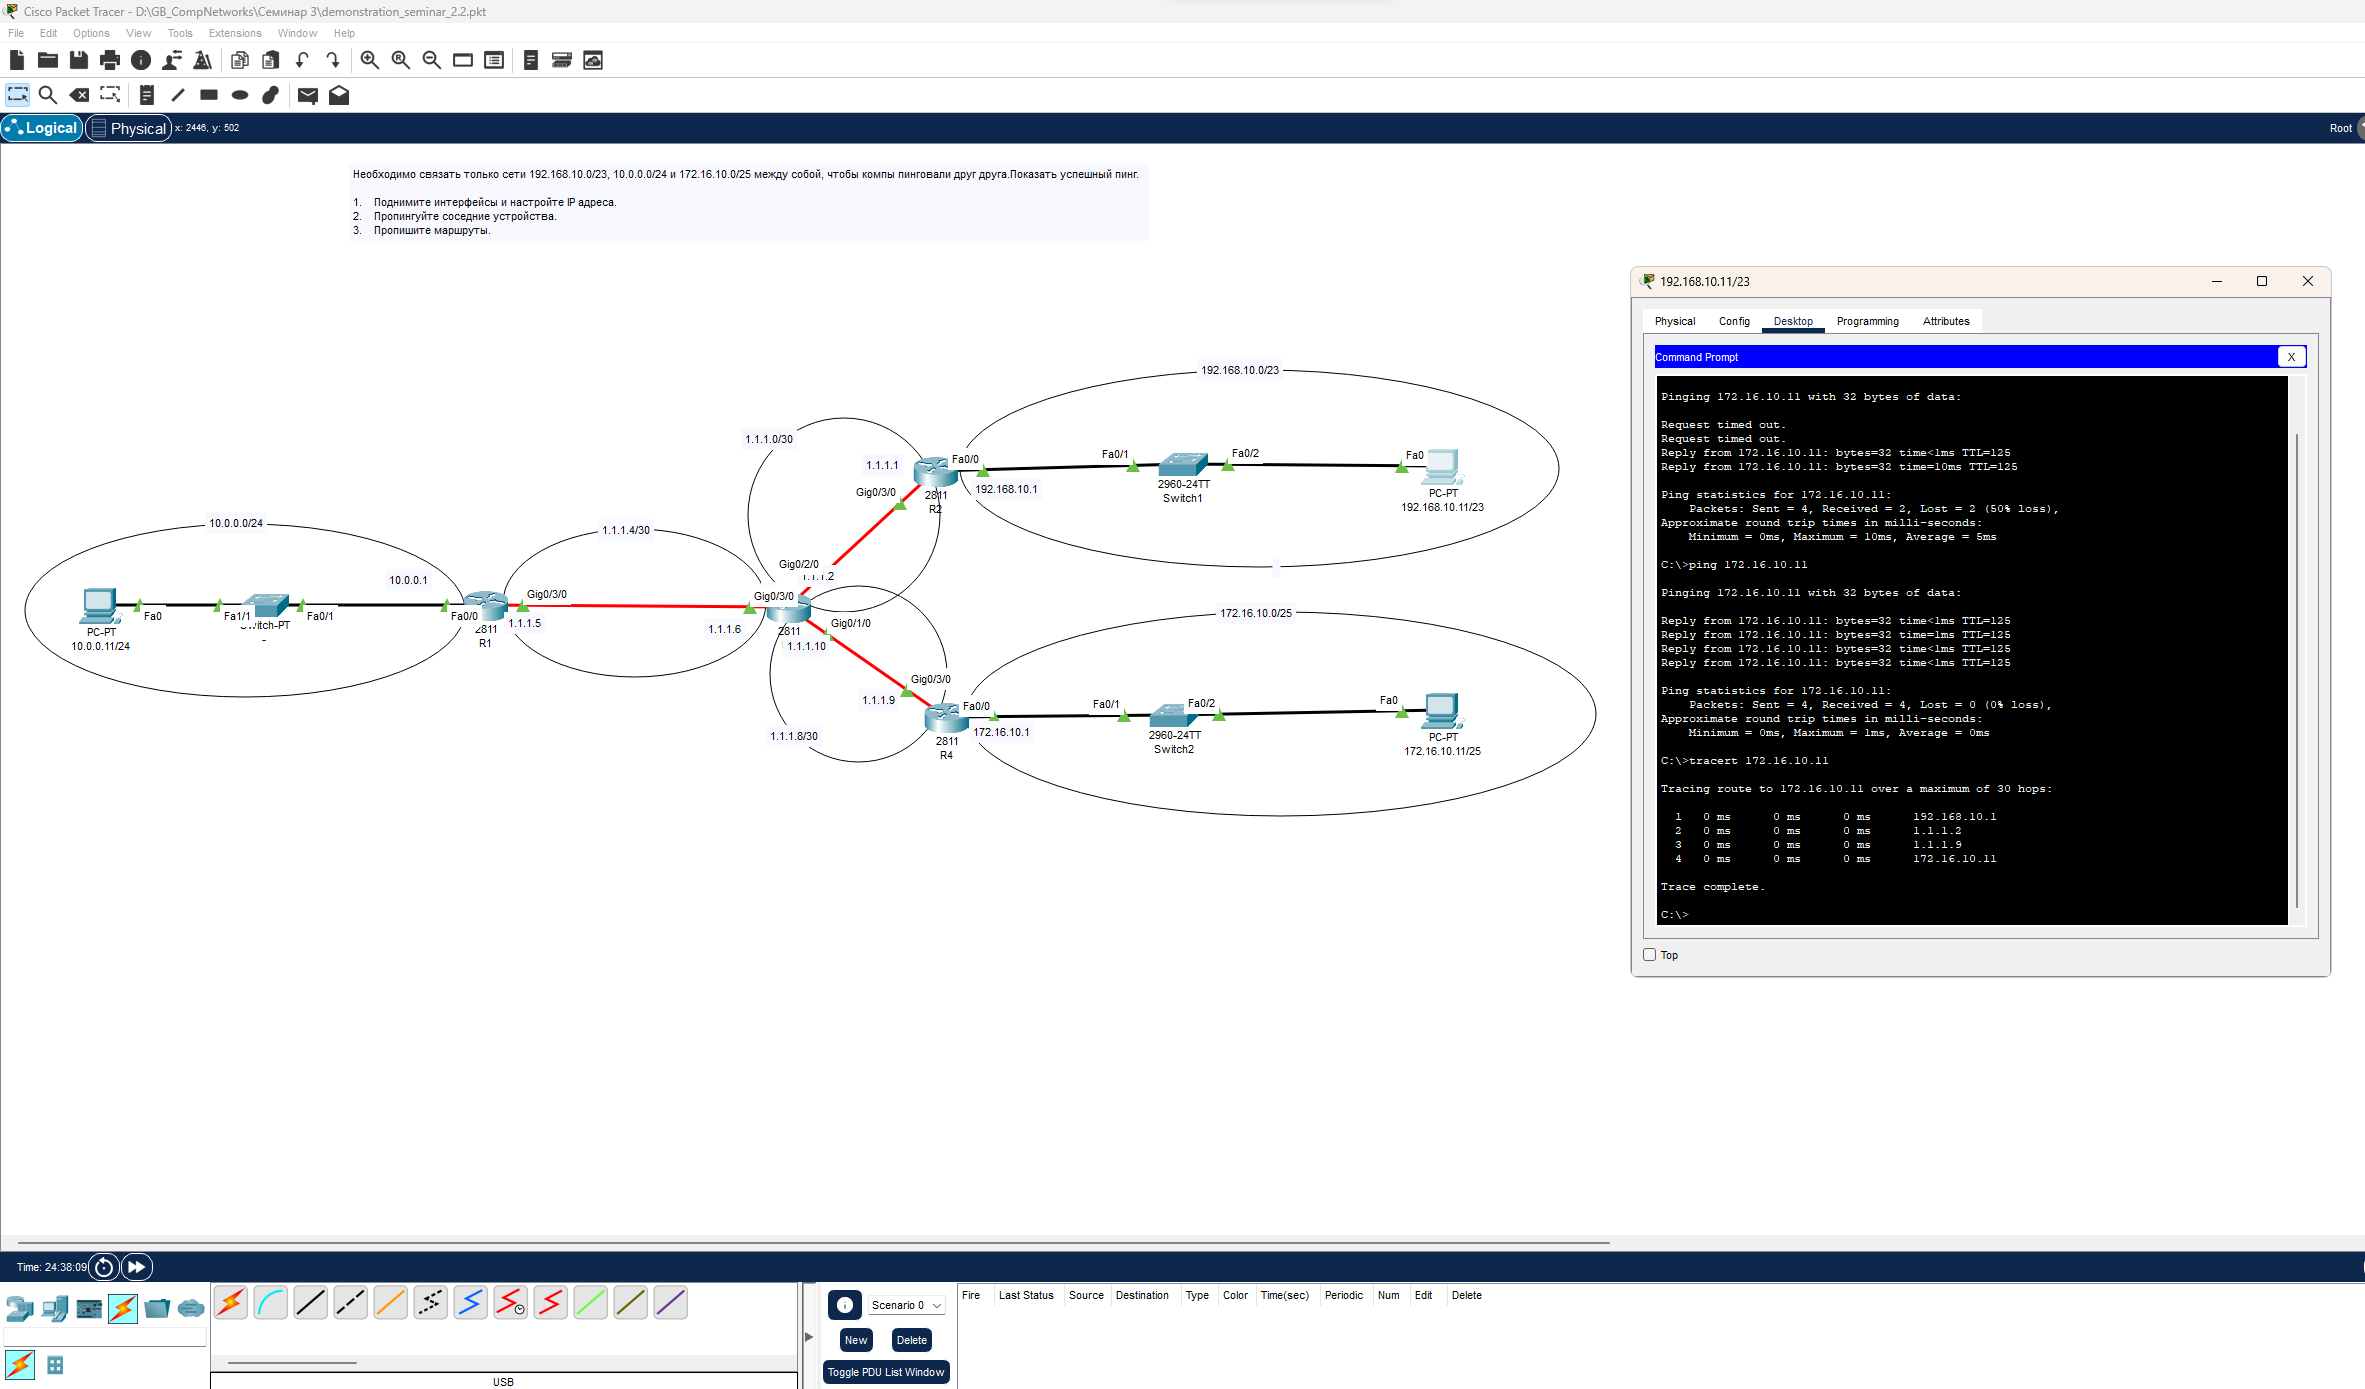 Cisco Packet Tracer - D:\GB_CompNetworks\Семинар 3\demonstration_seminar_2.2.pkt
File Edit Options View Tools Extensions Window Help
Logical Physical x: 2446, y: 502 Root
Необходимо связать только сети 192.168.10.0/23, 10.0.0.0/24 и 172.16.10.0/25 между собой, чтобы компы пинговали друг друга.Показать успешный пинг.
1. Поднимите интерфейсы и настройте IP адреса.
2. Пропингуйте соседние устройства.
3. Пропишите маршруты.
192.168.10.0/23
1.1.1.0/30
1.1.1.1
Fa0/0
Fa0/1
Fa0/2
Fa0
Gig0/3/0
2811
R2
192.168.10.1
2960-24TT
Switch1
PC-PT
192.168.10.11/23
10.0.0.0/24
1.1.1.4/30
10.0.0.1
Gig0/2/0
1.1.1.2
Gig0/3/0
Gig0/3/0
Fa0
Fa1/1
Fa0/1
Fa0/0
PC-PT
10.0.0.11/24
Switch-PT
2811
R1
1.1.1.5
1.1.1.6
2811
Gig0/1/0
1.1.1.10
172.16.10.0/25
Gig0/3/0
1.1.1.9
Fa0/0
Fa0/1
Fa0/2
Fa0
1.1.1.8/30
2811
R4
172.16.10.1
2960-24TT
Switch2
PC-PT
172.16.10.11/25
192.168.10.11/23
Physical Config Desktop Programming Attributes
Command Prompt X
Pinging 172.16.10.11 with 32 bytes of data:
Request timed out.
Request timed out.
Reply from 172.16.10.11: bytes=32 time<1ms TTL=125
Reply from 172.16.10.11: bytes=32 time=10ms TTL=125
Ping statistics for 172.16.10.11:
Packets: Sent = 4, Received = 2, Lost = 2 (50% loss),
Approximate round trip times in milli-seconds:
Minimum = 0ms, Maximum = 10ms, Average = 5ms
C:\>ping 172.16.10.11
Pinging 172.16.10.11 with 32 bytes of data:
Reply from 172.16.10.11: bytes=32 time<1ms TTL=125
Reply from 172.16.10.11: bytes=32 time=1ms TTL=125
Reply from 172.16.10.11: bytes=32 time<1ms TTL=125
Reply from 172.16.10.11: bytes=32 time<1ms TTL=125
Ping statistics for 172.16.10.11:
Packets: Sent = 4, Received = 4, Lost = 0 (0% loss),
Approximate round trip times in milli-seconds:
Minimum = 0ms, Maximum = 1ms, Average = 0ms
C:\>tracert 172.16.10.11
Tracing route to 172.16.10.11 over a maximum of 30 hops:
1 0 ms 0 ms 0 ms 192.168.10.1
2 0 ms 0 ms 0 ms 1.1.1.2
3 0 ms 0 ms 0 ms 1.1.1.9
4 0 ms 0 ms 0 ms 172.16.10.11
Trace complete.
C:\>
Top
Time: 24:38:09
Scenario 0
New Delete
Toggle PDU List Window
Fire Last Status Source Destination Type Color Time(sec) Periodic Num Edit Delete
USB